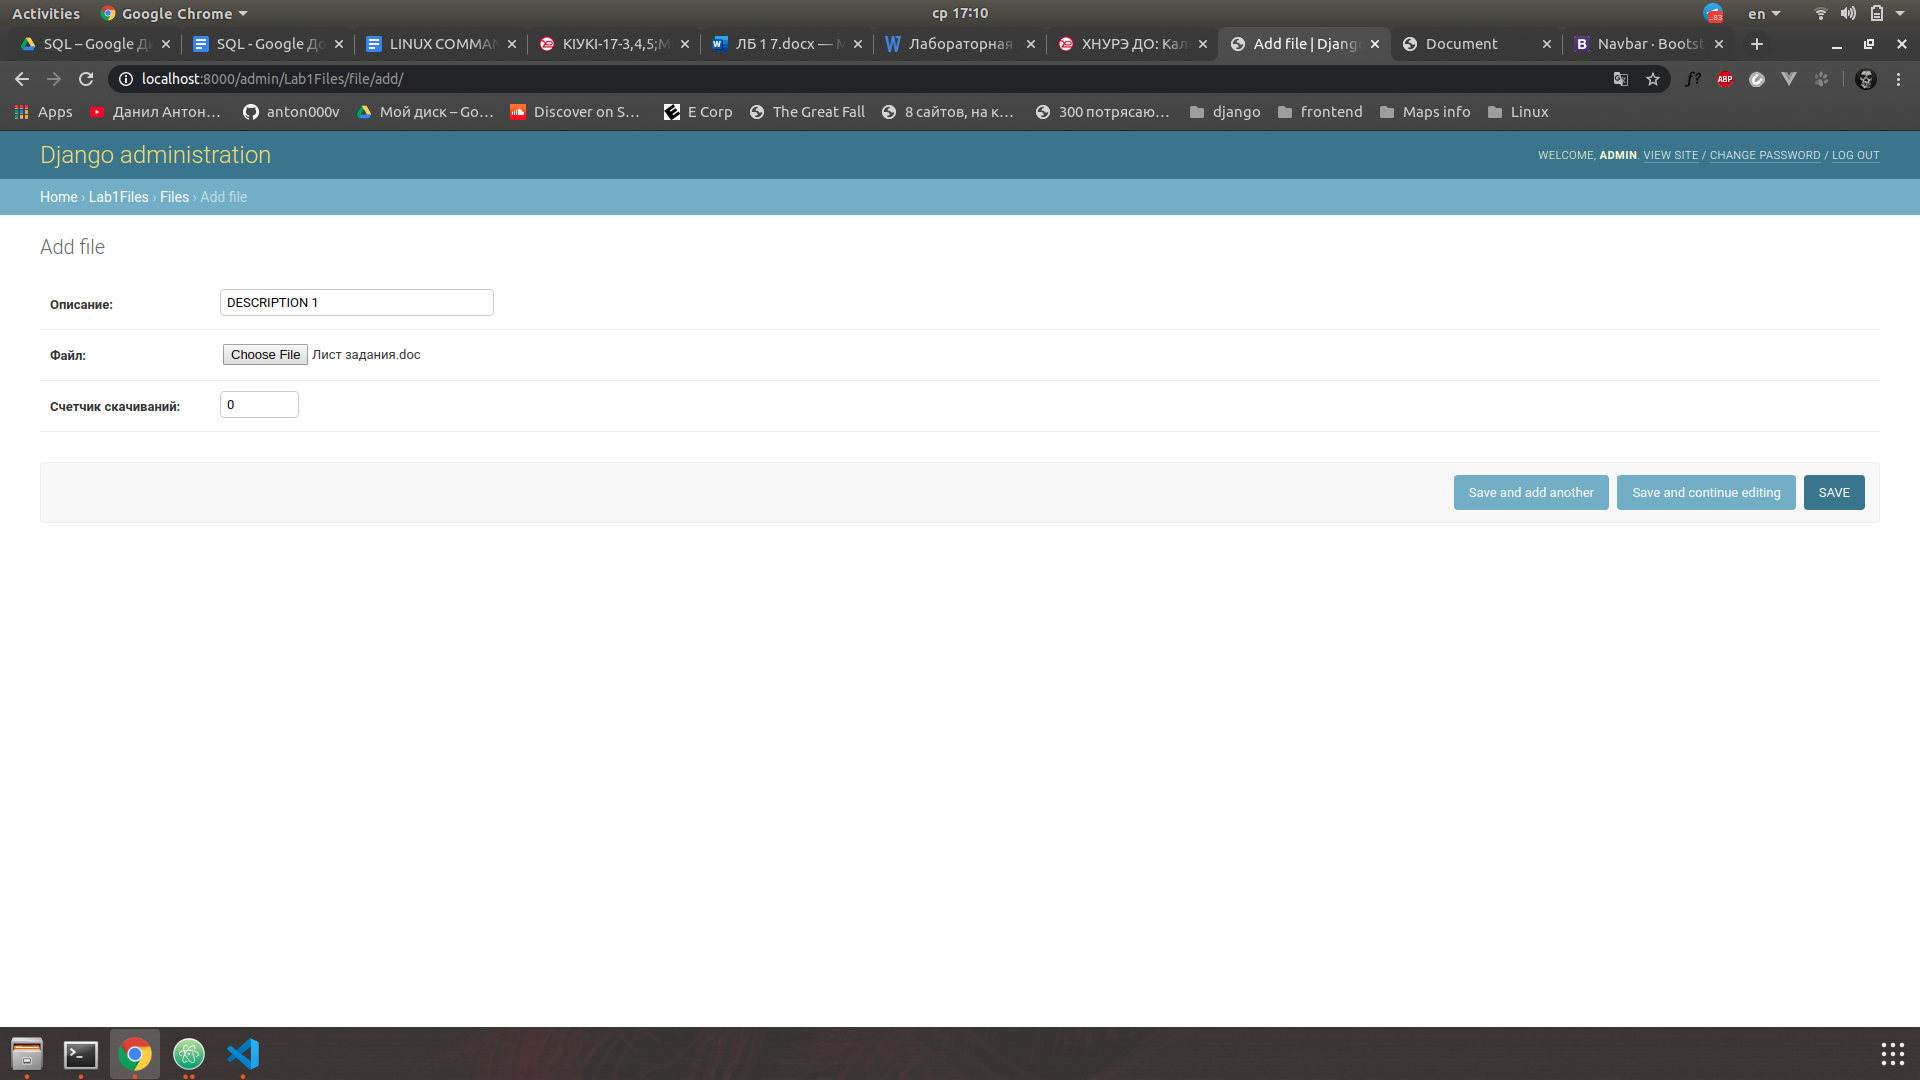 Activities Google Chrome ср 17:10 83 en
SQL – Google Ди SQL - Google До LINUX COMMAN КІУКІ-17-3,4,5;М ЛБ 1 7.docx — M Лабораторная ХНУРЭ ДО: Кал Add file | Djang Document Navbar · Bootst
localhost:8000/admin/Lab1Files/file/add/ f? ABP
Apps Данил Антон… anton000v Мой диск – Go… Discover on S… E Corp The Great Fall 8 сайтов, на к… 300 потрясаю… django frontend Maps info Linux
Django administration WELCOME, ADMIN. VIEW SITE / CHANGE PASSWORD / LOG OUT
Home › Lab1Files › Files › Add file
Add file
Описание: DESCRIPTION 1
Файл: Choose File Лист задания.doc
Счетчик скачиваний: 0
Save and add another Save and continue editing SAVE